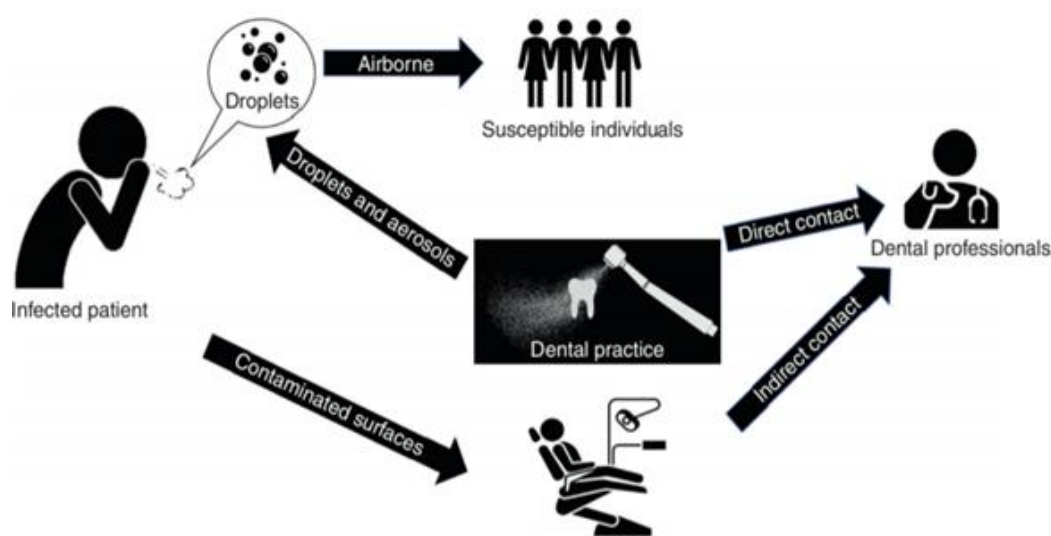 Droplets
Airborne
Susceptible individuals
Infected patient
Droplets and aerosols
Dental practice
Direct contact
Dental professionals
Contaminated surfaces
Indirect contact